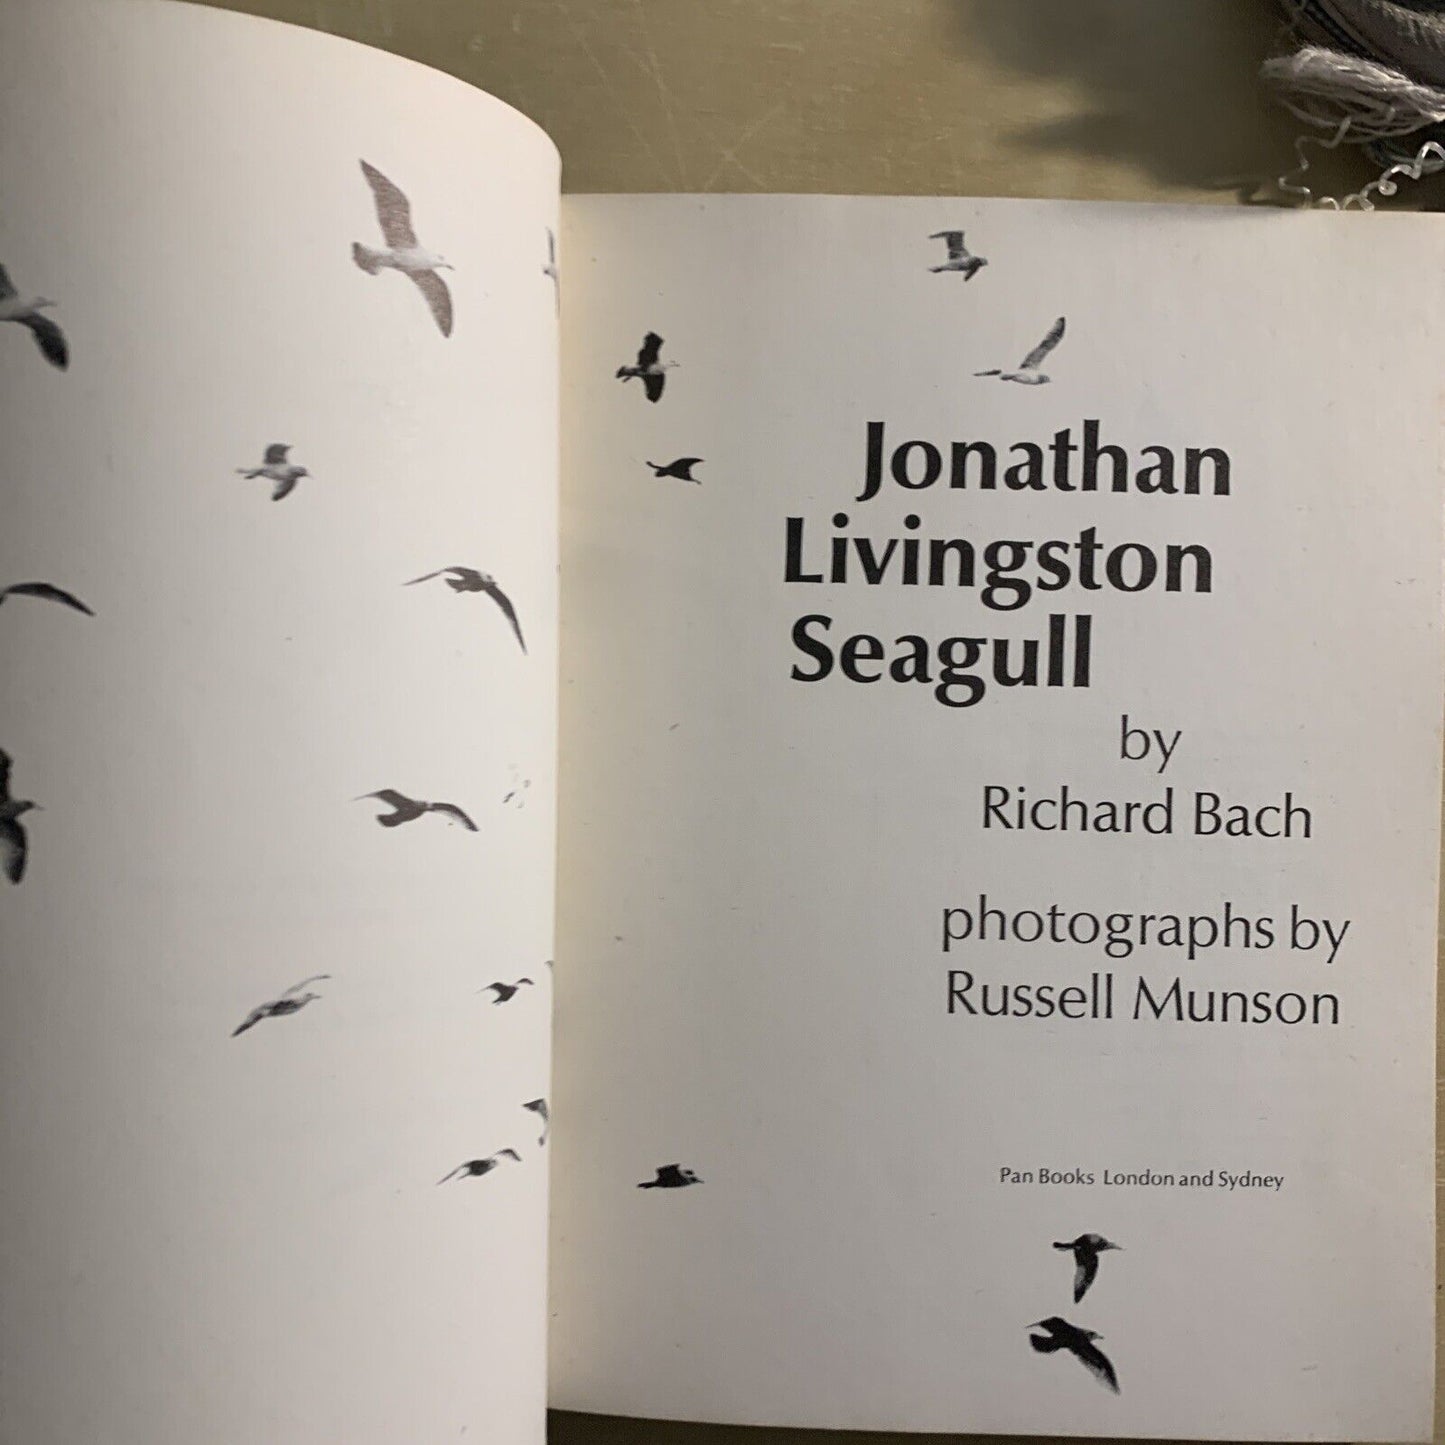 Jonathan
Livingston
Seagull
by
Richard Bach
photographs by
Russell Munson
Pan Books London and Sydney